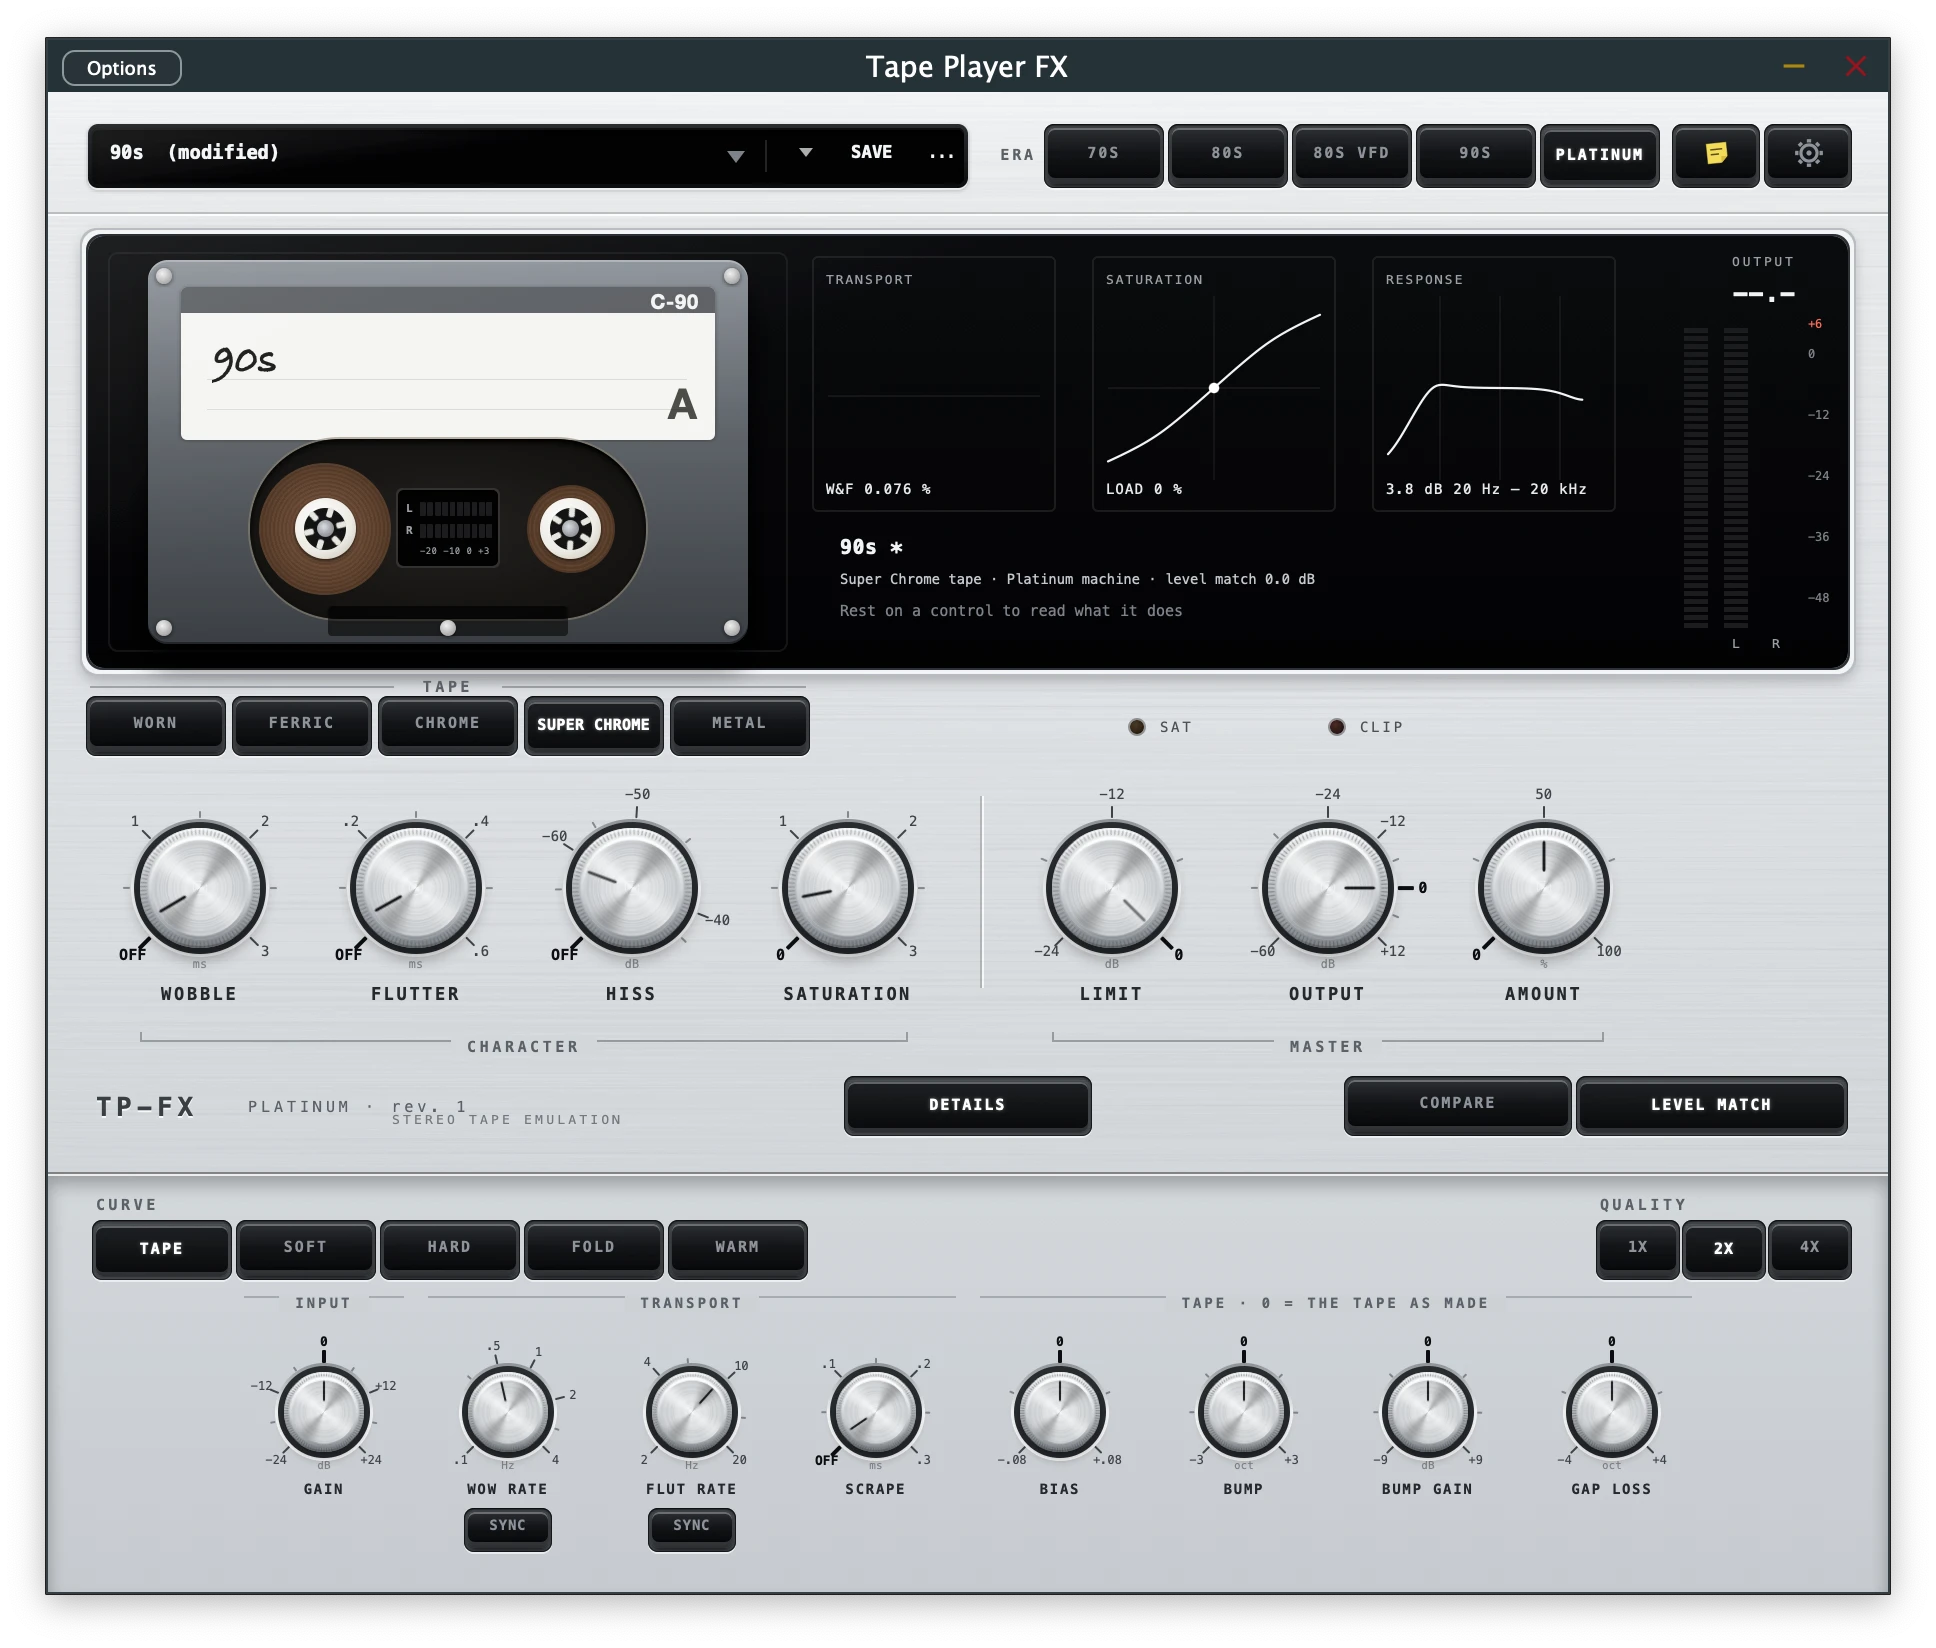 Options
Tape Player FX
90s (modified)
SAVE
...
ERA
70S
80S
80S VFD
90S
PLATINUM
C-90
90s
A
L
R
−20 −10 0 +3
TRANSPORT
W&F 0.076 %
SATURATION
LOAD 0 %
RESPONSE
3.8 dB 20 Hz – 20 kHz
90s *
Super Chrome tape · Platinum machine · level match 0.0 dB
Rest on a control to read what it does
OUTPUT
––.–
+6
0
−12
−24
−36
−48
L R
TAPE
WORN
FERRIC
CHROME
SUPER CHROME
METAL
SAT
CLIP
1 2
OFF 3
ms
WOBBLE
.2 .4
OFF .6
ms
FLUTTER
−50
−60
−40
OFF
dB
HISS
1 2
0 3
SATURATION
−12
−24 0
dB
LIMIT
−24
−12
0
−60 +12
dB
OUTPUT
50
0 100
%
AMOUNT
CHARACTER
MASTER
TP–FX
PLATINUM · rev. 1
STEREO TAPE EMULATION
DETAILS
COMPARE
LEVEL MATCH
CURVE
TAPE
SOFT
HARD
FOLD
WARM
QUALITY
1X
2X
4X
INPUT
TRANSPORT
TAPE · 0 = THE TAPE AS MADE
0
−12 +12
−24 +24
dB
GAIN
.5 1
2
.1 4
Hz
WOW RATE
SYNC
4 10
2 20
Hz
FLUT RATE
SYNC
.1 .2
OFF .3
ms
SCRAPE
0
−.08 +.08
BIAS
0
−3 +3
oct
BUMP
0
−9 +9
dB
BUMP GAIN
0
−4 +4
oct
GAP LOSS